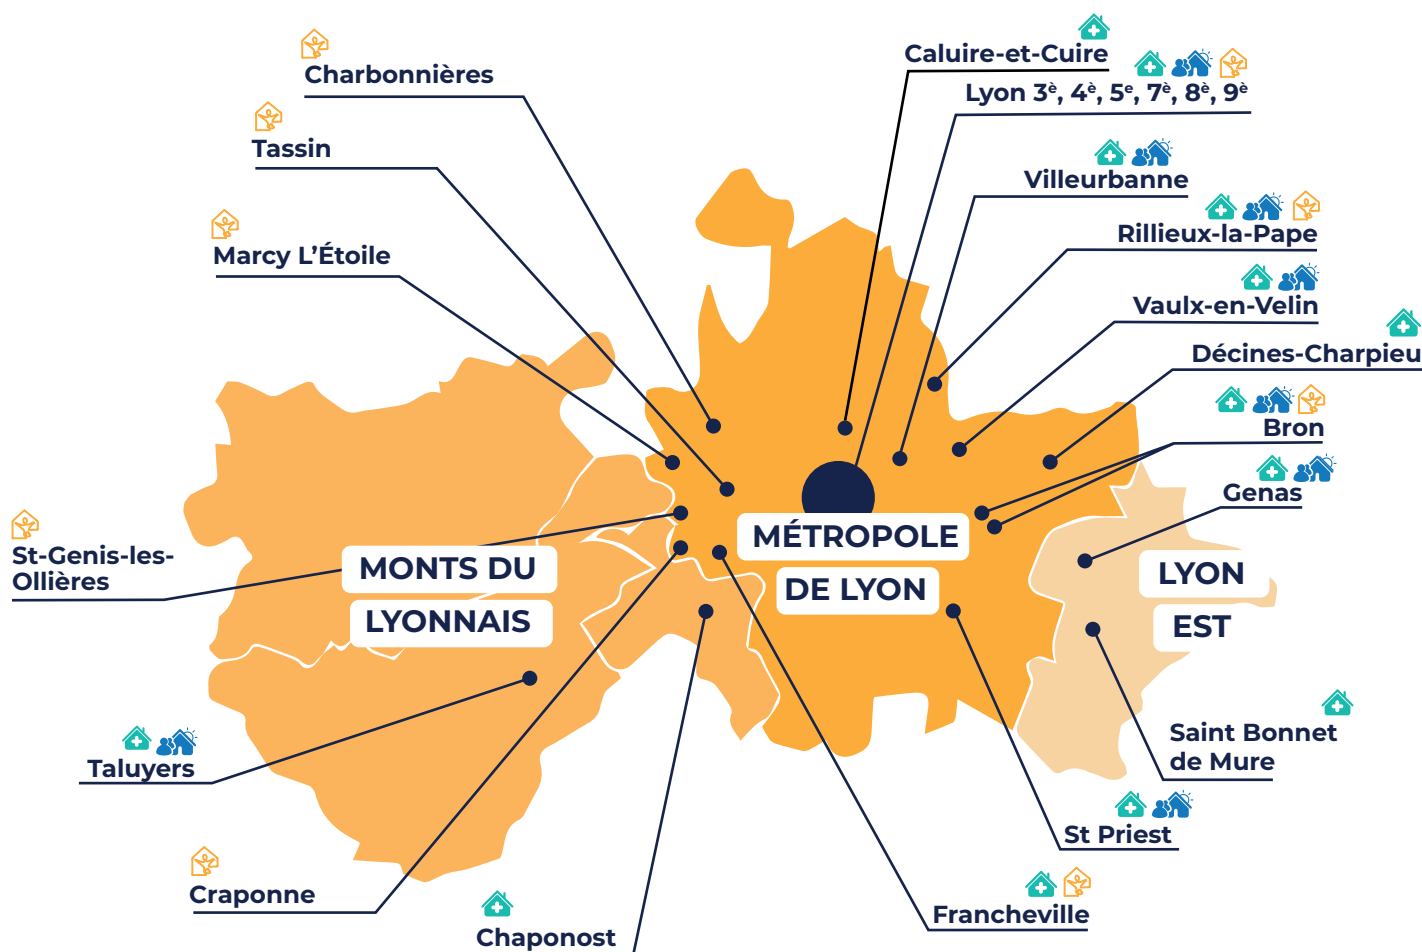 Caluire-et-Cuire
Charbonnières
Lyon 3è, 4è, 5e, 7è, 8è, 9è
Tassin
Villeurbanne
Marcy L'Étoile
Rillieux-la-Pape
Vaulx-en-Velin
Décines-Charpieu
Bron
Genas
St-Genis-les-
Ollières
MONTS DU
LYONNAIS
MÉTROPOLE
DE LYON
LYON
EST
Saint Bonnet
de Mure
Taluyers
St Priest
Craponne
Francheville
Chaponost